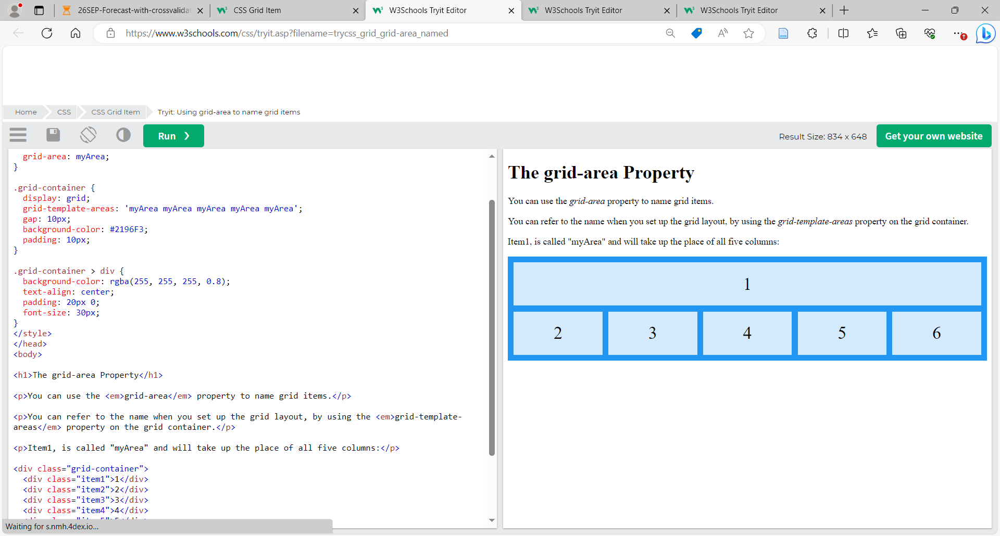 26SEP-Forecast-with-crossvalidat
CSS Grid Item
W3Schools Tryit Editor
W3Schools Tryit Editor
W3Schools Tryit Editor
https://www.w3schools.com/css/tryit.asp?filename=trycss_grid_grid-area_named
Home
CSS
CSS Grid Item
Tryit: Using grid-area to name grid items
Run ❯
Result Size: 834 x 648
Get your own website
grid-area: myArea;
}
.grid-container {
display: grid;
grid-template-areas: 'myArea myArea myArea myArea myArea';
gap: 10px;
background-color: #2196F3;
padding: 10px;
}
.grid-container > div {
background-color: rgba(255, 255, 255, 0.8);
text-align: center;
padding: 20px 0;
font-size: 30px;
}
</style>
</head>
<body>
<h1>The grid-area Property</h1>
<p>You can use the <em>grid-area</em> property to name grid items.</p>
<p>You can refer to the name when you set up the grid layout, by using the <em>grid-template-
areas</em> property on the grid container.</p>
<p>Item1, is called "myArea" and will take up the place of all five columns:</p>
<div class="grid-container">
<div class="item1">1</div>
<div class="item2">2</div>
<div class="item3">3</div>
<div class="item4">4</div>
Waiting for s.nmh.4dex.io...
The grid-area Property
You can use the grid-area property to name grid items.
You can refer to the name when you set up the grid layout, by using the grid-template-areas property on the grid container.
Item1, is called "myArea" and will take up the place of all five columns:
1
2
3
4
5
6